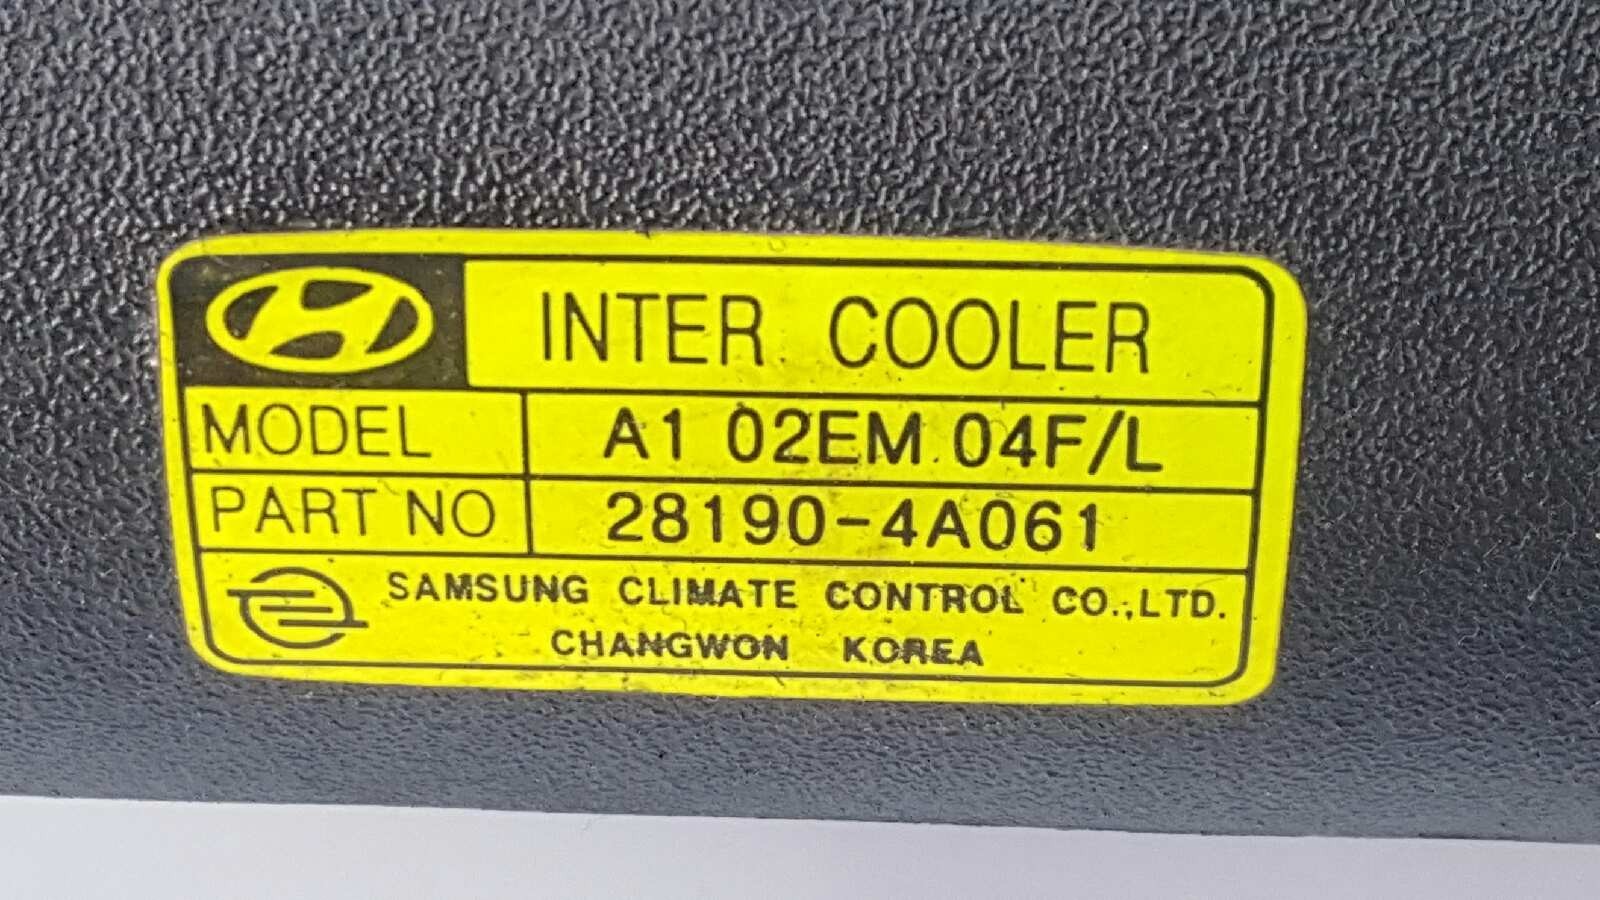 INTER COOLER
MODEL A1 02EM 04F/L
PART NO 28190-4A061
SAMSUNG CLIMATE CONTROL CO.,LTD.
CHANGWON KOREA